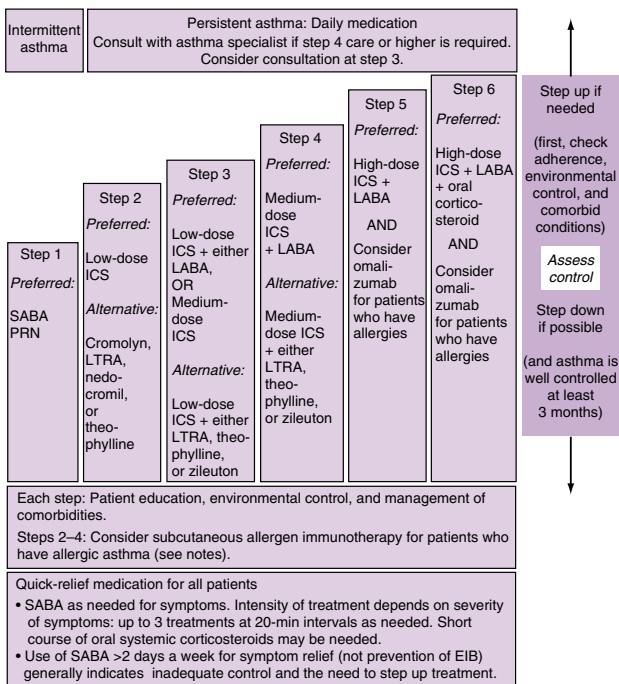 Intermittent
asthma
Persistent asthma: Daily medication
Consult with asthma specialist if step 4 care or higher is required.
Consider consultation at step 3.
Step 1
Preferred:
SABA
PRN
Step 2
Preferred:
Low-dose
ICS
Alternative:
Cromolyn,
LTRA,
nedo-
cromil,
or
theo-
phylline
Step 3
Preferred:
Low-dose
ICS + either
LABA,
OR
Medium-
dose
ICS
Alternative:
Low-dose
ICS + either
LTRA, theo-
phylline,
or zileuton
Step 4
Preferred:
Medium-
dose
ICS
+ LABA
Alternative:
Medium-
dose ICS
+ either
LTRA,
theo-
phylline,
or zileuton
Step 5
Preferred:
High-dose
ICS +
LABA
AND
Consider
omali-
zumab
for patients
who have
allergies
Step 6
Preferred:
High-dose
ICS + LABA
+ oral
cortico-
steroid
AND
Consider
omali-
zumab
for patients
who have
allergies
Step up if
needed
(first, check
adherence,
environmental
control, and
comorbid
conditions)
Assess
control
Step down
if possible
(and asthma is
well controlled
at least
3 months)
Each step: Patient education, environmental control, and management of
comorbidities.
Steps 2–4: Consider subcutaneous allergen immunotherapy for patients who
have allergic asthma (see notes).
Quick-relief medication for all patients
• SABA as needed for symptoms. Intensity of treatment depends on severity
of symptoms: up to 3 treatments at 20-min intervals as needed. Short
course of oral systemic corticosteroids may be needed.
• Use of SABA >2 days a week for symptom relief (not prevention of EIB)
generally indicates inadequate control and the need to step up treatment.